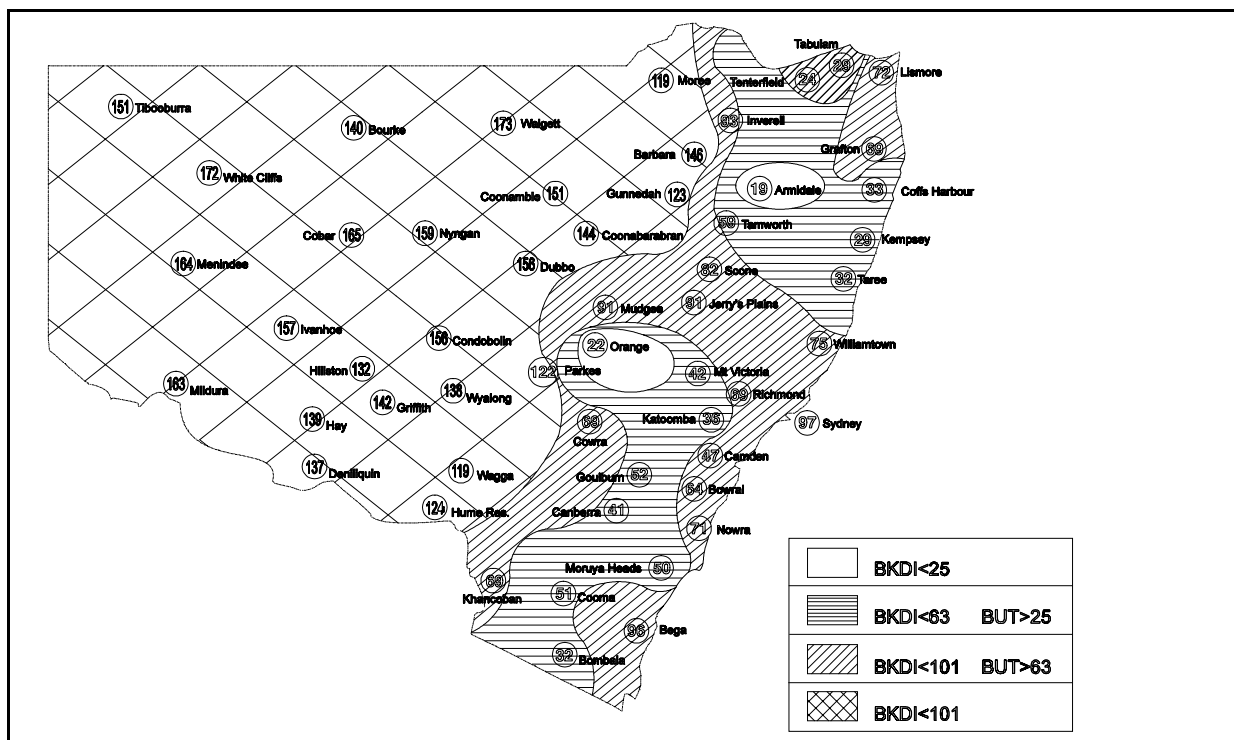 Tabulam
29
72 Lismore
Tenterfield 24
119 Moree
151 Tibooburra
93 Inverell
140 Bourke
173 Walgett
Grafton 69
Barbara 146
172 White Cliffs
19 Armidale
33 Coffs Harbour
Coonamble 151
Gunnedah 123
59 Tamworth
Cobar 165
159 Nyngan
144 Coonabarabran
29 Kempsey
164 Menindee
156 Dubbo
82 Scone
32 Taree
91 Mudgee
91 Jerry's Plains
157 Ivanhoe
156 Condobolin
22 Orange
75 Williamtown
Hillston 132
122 Parkes
42 Mt Victoria
163 Mildura
138 Wyalong
69 Richmond
142 Griffith
139 Hay
69
Cowra
Katoomba 36
97 Sydney
47 Camden
137 Deniliquin
119 Wagga
Goulburn 52
64 Bowral
124 Hume Res.
Canberra 41
71 Nowra
Moruya Heads 50
69
Khancoban
51 Cooma
96 Bega
32 Bombala
BKDI<25
BKDI<63 BUT>25
BKDI<101 BUT>63
BKDI<101